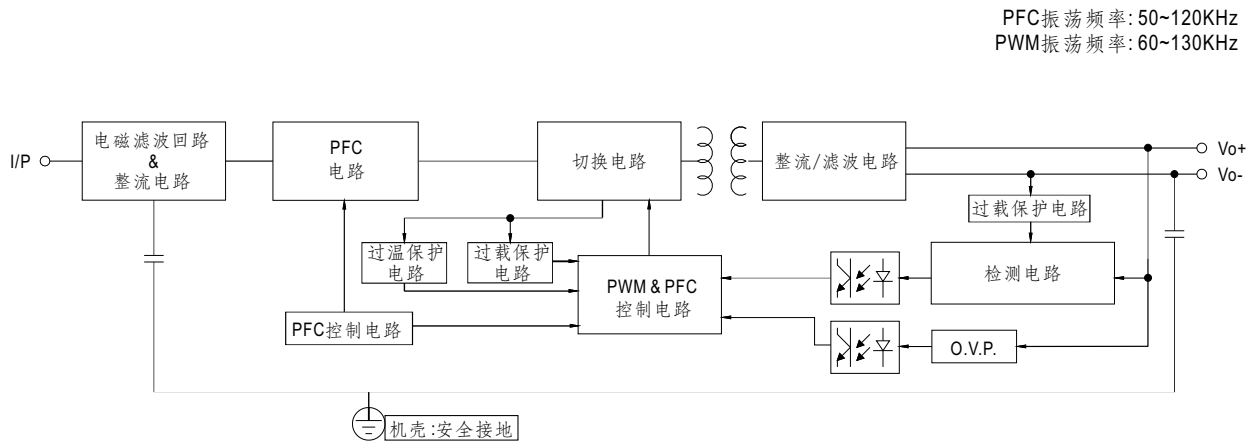 PFC振荡频率: 50~120KHz
PWM振荡频率: 60~130KHz
I/P
电磁滤波回路
&
整流电路
PFC
电路
切换电路
整流/滤波电路
Vo+
Vo-
过载保护电路
过温保护
电路
过载保护
电路
PWM & PFC
控制电路
检测电路
PFC控制电路
O.V.P.
机壳:安全接地